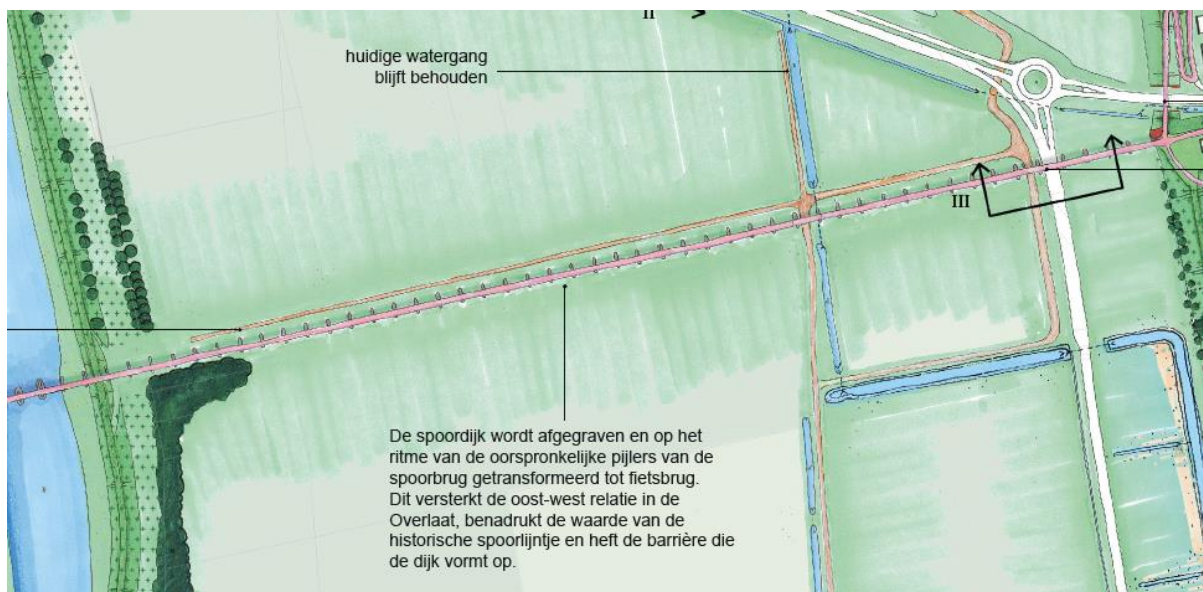 II
huidige watergang
blijft behouden
III
De spoordijk wordt afgegraven en op het
ritme van de oorspronkelijke pijlers van de
spoorbrug getransformeerd tot fietsbrug.
Dit versterkt de oost-west relatie in de
Overlaat, benadrukt de waarde van de
historische spoorlijntje en heft de barrière die
de dijk vormt op.